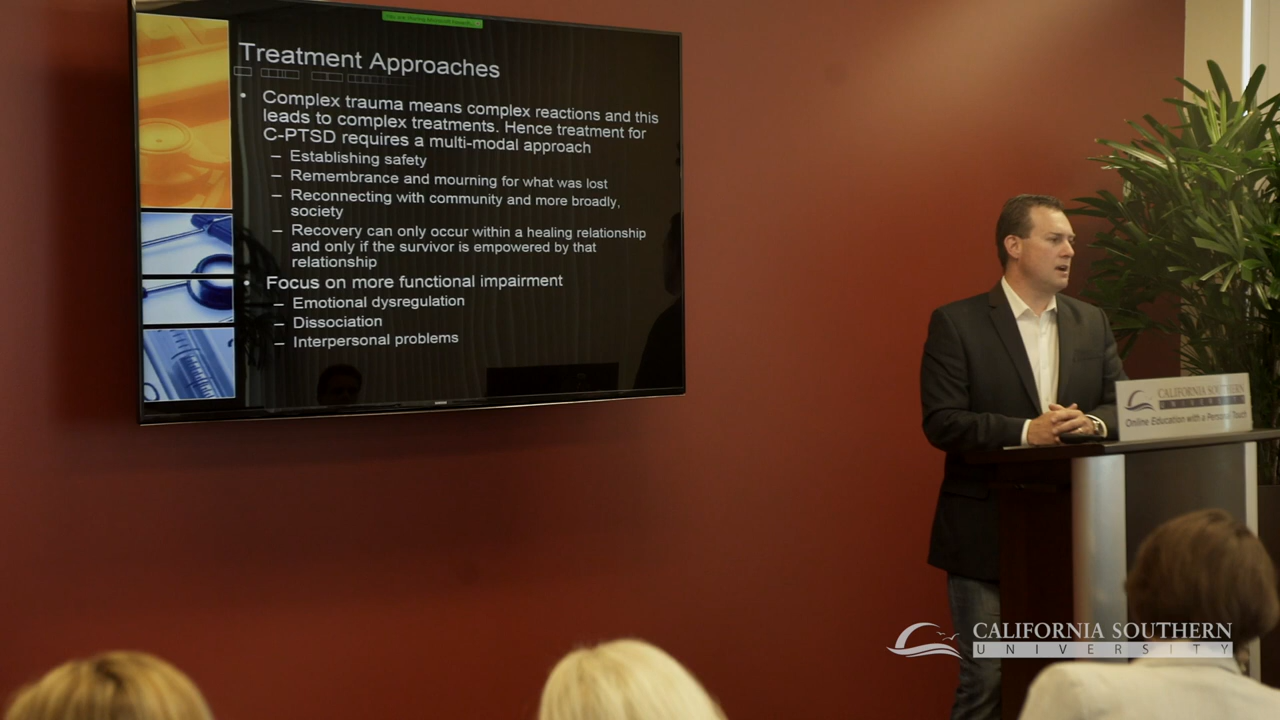 Treatment Approaches
• Complex trauma means complex reactions and this
leads to complex treatments. Hence treatment for
C-PTSD requires a multi-modal approach
– Establishing safety
– Remembrance and mourning for what was lost
– Reconnecting with community and more broadly,
society
– Recovery can only occur within a healing relationship
and only if the survivor is empowered by that
relationship
• Focus on more functional impairment
– Emotional dysregulation
– Dissociation
– Interpersonal problems
CALIFORNIA SOUTHERN
UNIVERSITY
Online Education with a Personal Touch
CALIFORNIA SOUTHERN
UNIVERSITY